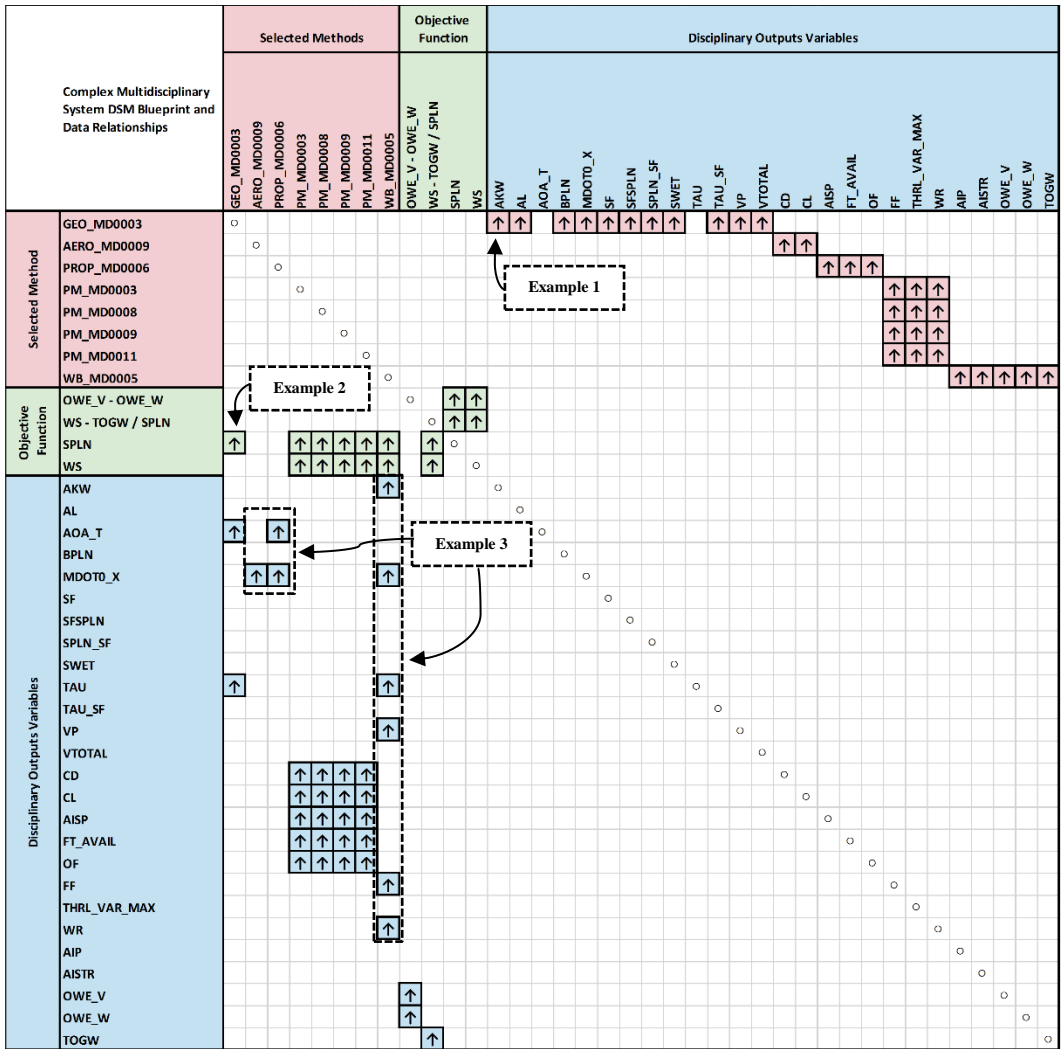 Selected Methods
Objective
Function
Disciplinary Outputs Variables
Complex Multidisciplinary
System DSM Blueprint and
Data Relationships
GEO_MD0003
AERO_MD0009
PROP_MD0006
PM_MD0003
PM_MD0008
PM_MD0009
PM_MD0011
WB_MD0005
OWE_V - OWE_W
WS - TOGW / SPLN
SPLN
WS
AKW
AL
AOA_T
BPLN
MDOT0_X
SF
SFSPLN
SPLN_SF
SWET
TAU
TAU_SF
VP
VTOTAL
CD
CL
AISP
FT_AVAIL
OF
FF
THRL_VAR_MAX
WR
AIP
AISTR
OWE_V
OWE_W
TOGW
Selected Method
GEO_MD0003
AERO_MD0009
PROP_MD0006
PM_MD0003
PM_MD0008
PM_MD0009
PM_MD0011
WB_MD0005
Example 1
Example 2
Objective
Function
OWE_V - OWE_W
WS - TOGW / SPLN
SPLN
WS
Disciplinary Outputs Variables
AKW
AL
AOA_T
BPLN
MDOT0_X
SF
SFSPLN
SPLN_SF
SWET
TAU
TAU_SF
VP
VTOTAL
CD
CL
AISP
FT_AVAIL
OF
FF
THRL_VAR_MAX
WR
AIP
AISTR
OWE_V
OWE_W
TOGW
Example 3